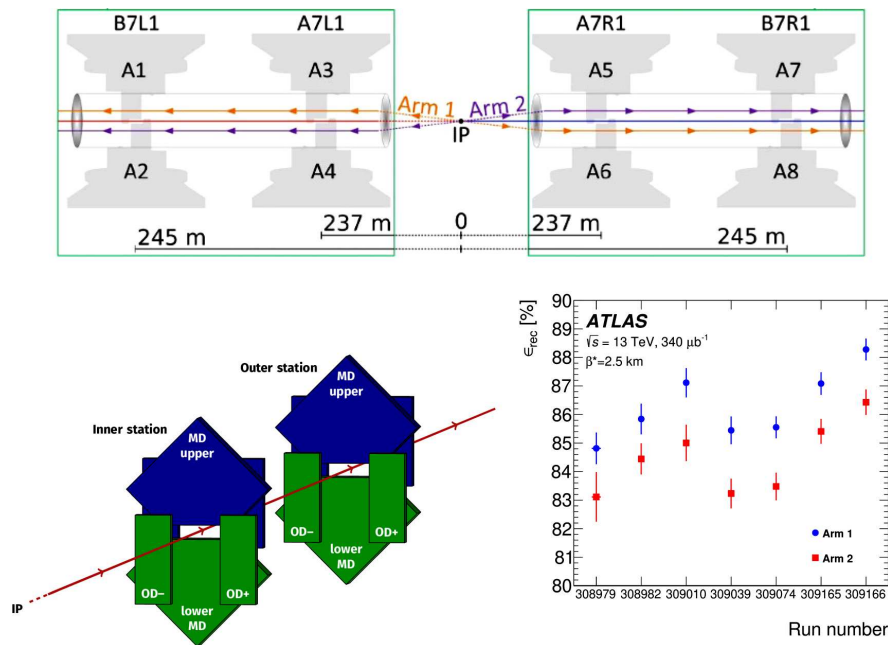 B7L1 A7L1 A7R1 B7R1
A1 A3 A5 A7
Arm 1 Arm 2
IP
A2 A4 A6 A8
237 m 0 237 m
245 m 245 m
Outer station
MD
upper
Inner station
MD
upper
OD− OD+
lower
MD
OD− OD+
lower
MD
IP
ϵrec [%]
90
89
88
87
86
85
84
83
82
81
80
ATLAS
√s = 13 TeV, 340 μb⁻¹
β*=2.5 km
Arm 1
Arm 2
308979 308982 309010 309039 309074 309165 309166
Run number